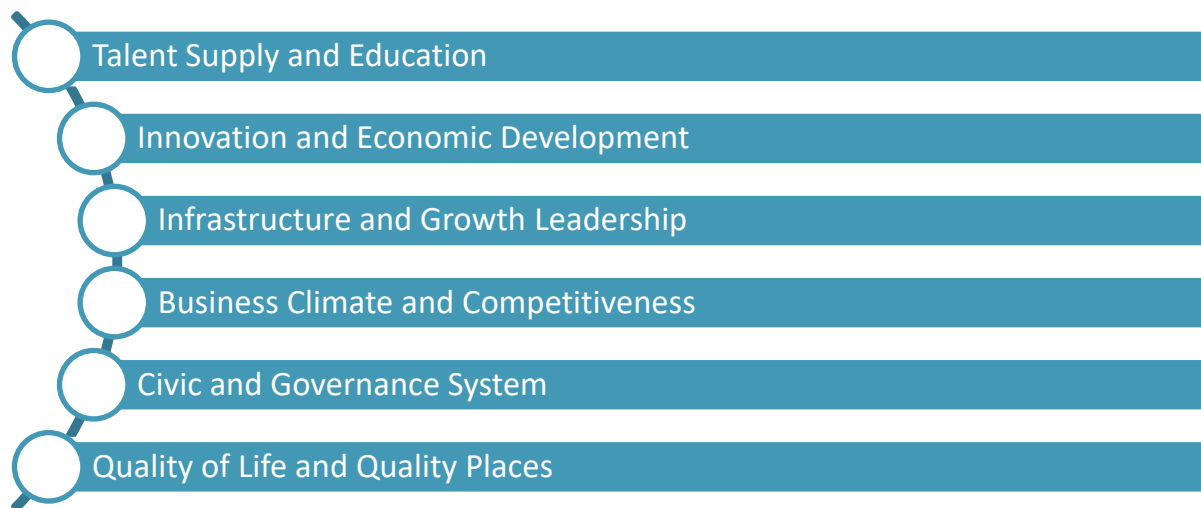 Talent Supply and Education
Innovation and Economic Development
Infrastructure and Growth Leadership
Business Climate and Competitiveness
Civic and Governance System
Quality of Life and Quality Places